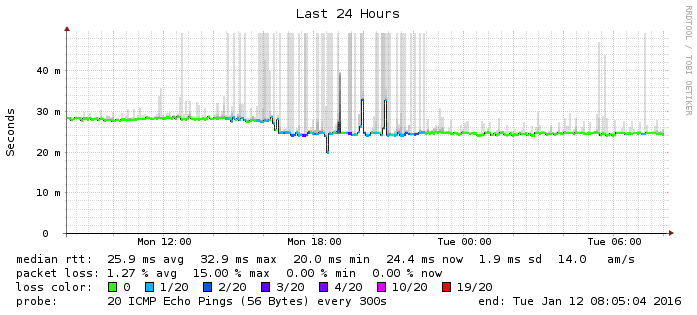 Last 24 Hours
RRDTOOL / TOBI OETIKER
Seconds
40 m
30 m
20 m
10 m
0
Mon 12:00 Mon 18:00 Tue 00:00 Tue 06:00
median rtt: 25.9 ms avg 32.9 ms max 20.0 ms min 24.4 ms now 1.9 ms sd 14.0 am/s
packet loss: 1.27 % avg 15.00 % max 0.00 % min 0.00 % now
loss color: 0 1/20 2/20 3/20 4/20 10/20 19/20
probe: 20 ICMP Echo Pings (56 Bytes) every 300s end: Tue Jan 12 08:05:04 2016